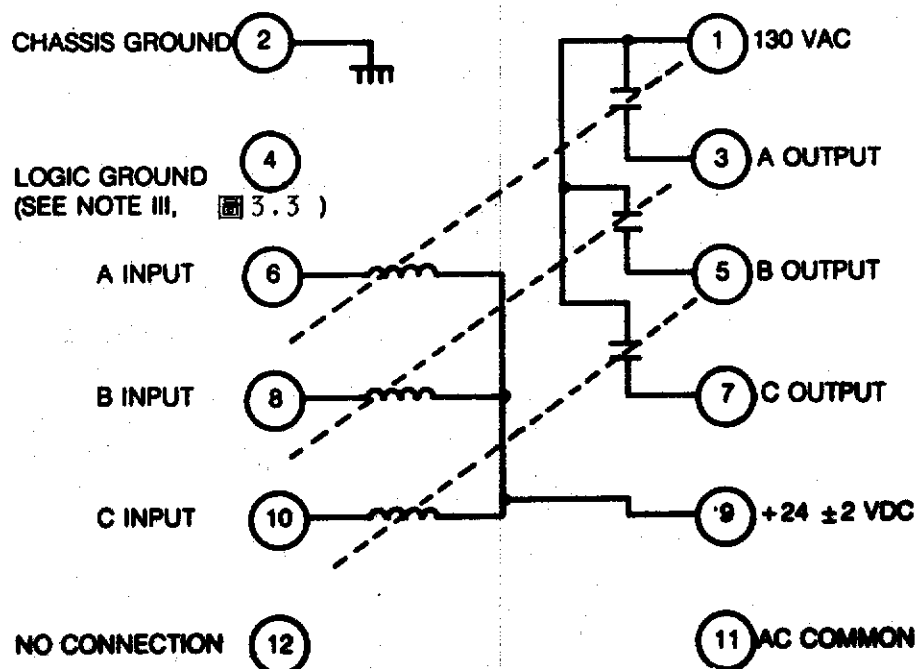 CHASSIS GROUND 2
1 130 VAC
4
3 A OUTPUT
LOGIC GROUND
(SEE NOTE III, 圖3.3 )
A INPUT 6
5 B OUTPUT
B INPUT 8
7 C OUTPUT
C INPUT 10
9 +24 ±2 VDC
NO CONNECTION 12
11 AC COMMON